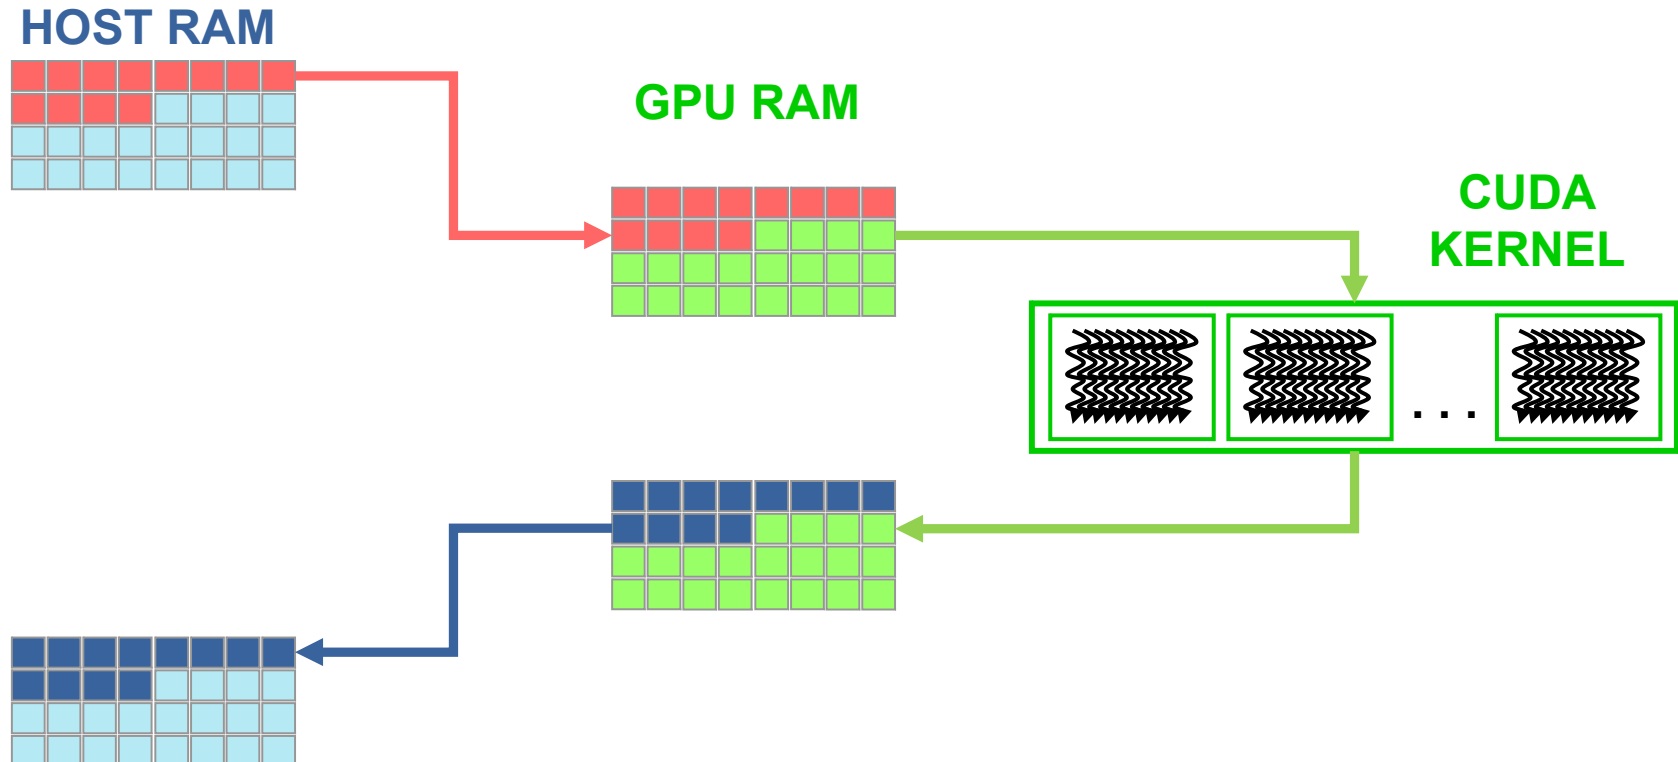 HOST RAM
GPU RAM
CUDA
KERNEL
. . .